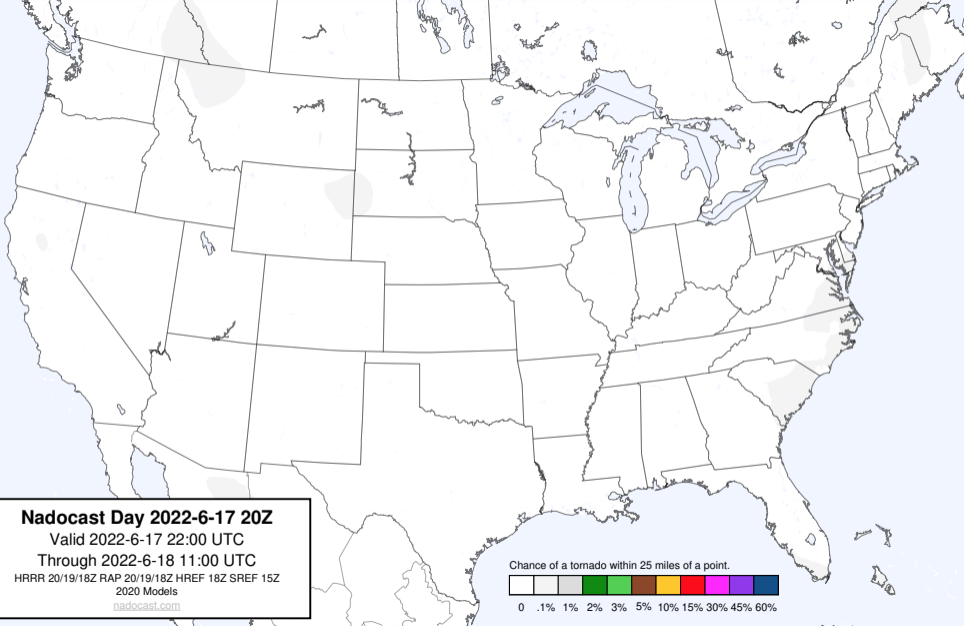 Nadocast Day 2022-6-17 20Z
Valid 2022-6-17 22:00 UTC
Through 2022-6-18 11:00 UTC
HRRR 20/19/18Z RAP 20/19/18Z HREF 18Z SREF 15Z
2020 Models
nadocast.com
Chance of a tornado within 25 miles of a point.
0 .1% 1% 2% 3% 5% 10% 15% 30% 45% 60%